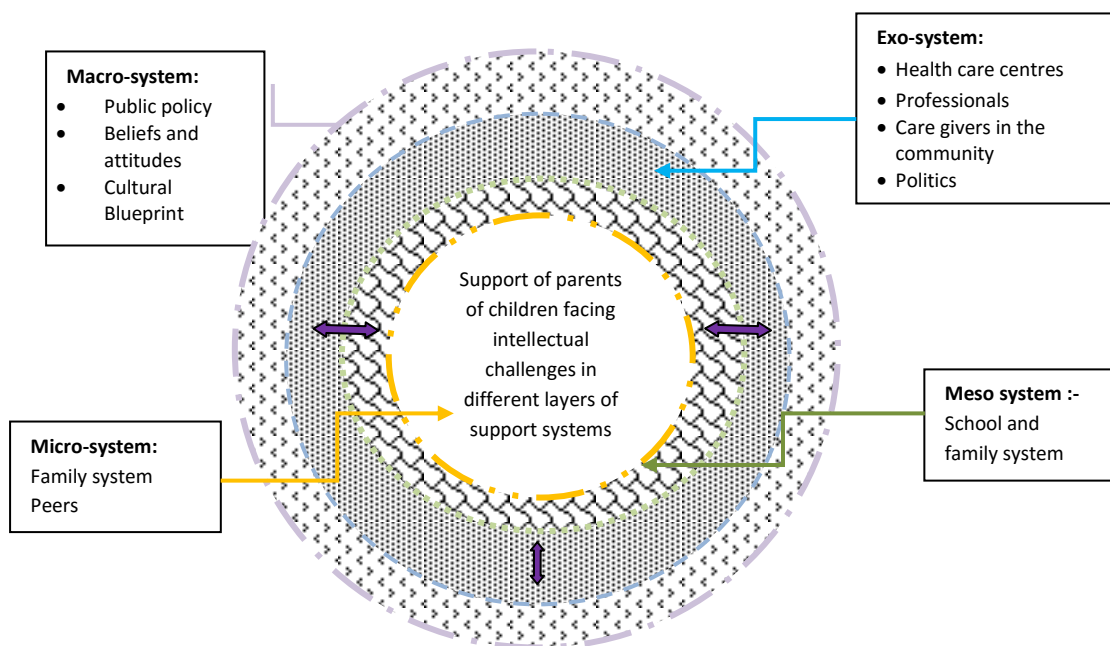 Macro-system:
• Public policy
• Beliefs and
attitudes
• Cultural
Blueprint
Exo-system:
• Health care centres
• Professionals
• Care givers in the
community
• Politics
Support of parents
of children facing
intellectual
challenges in
different layers of
support systems
Micro-system:
Family system
Peers
Meso system :-
School and
family system